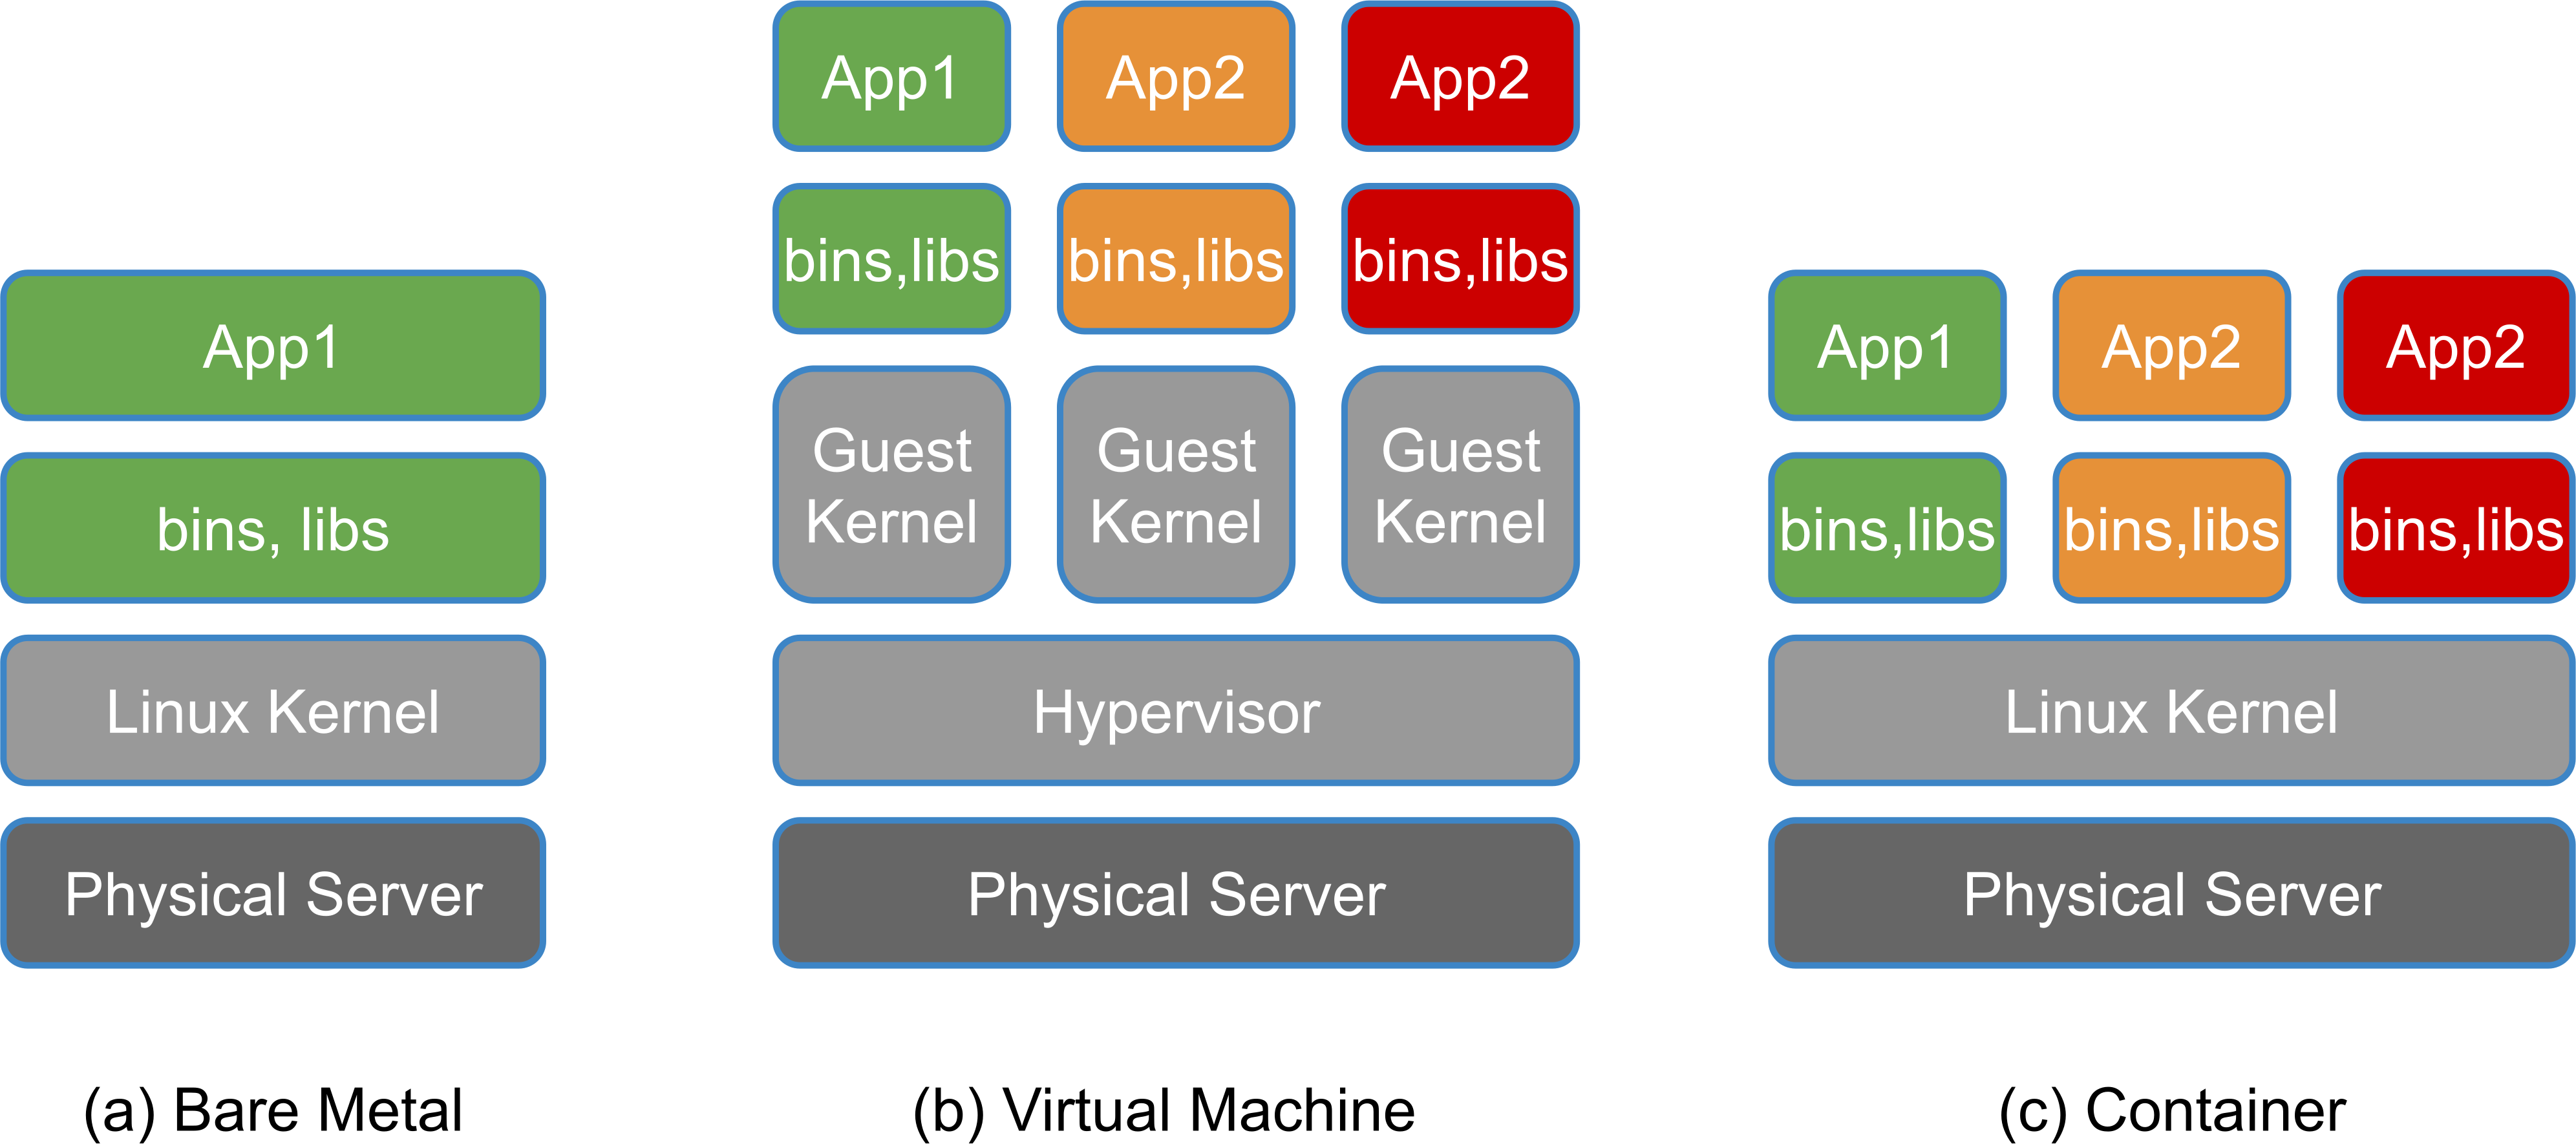 App1
bins, libs
Linux Kernel
Physical Server
(a) Bare Metal
App1
App2
App2
bins,libs
bins,libs
bins,libs
Guest
Kernel
Guest
Kernel
Guest
Kernel
Hypervisor
Physical Server
(b) Virtual Machine
App1
App2
App2
bins,libs
bins,libs
bins,libs
Linux Kernel
Physical Server
(c) Container